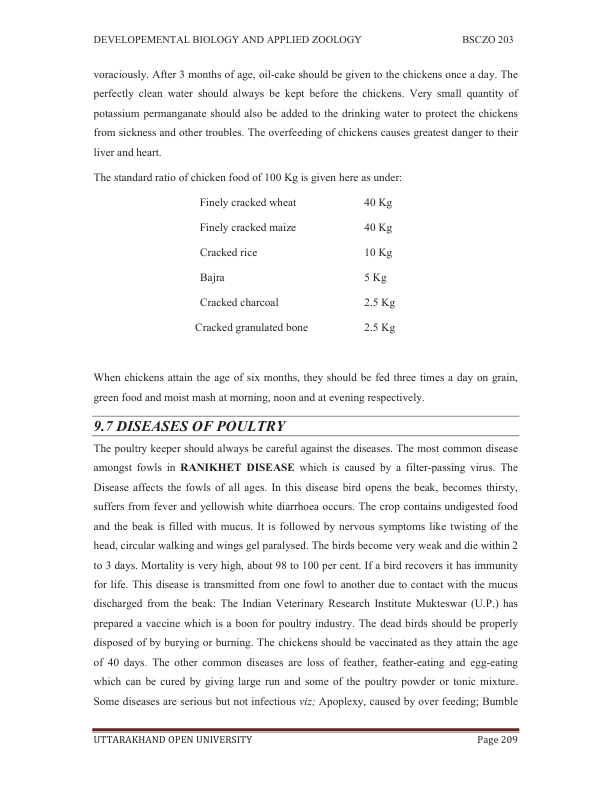 DEVELOPEMENTAL BIOLOGY AND APPLIED ZOOLOGY BSCZO 203
voraciously. After 3 months of age, oil-cake should be given to the chickens once a day. The
perfectly clean water should always be kept before the chickens. Very small quantity of
potassium permanganate should also be added to the drinking water to protect the chickens
from sickness and other troubles. The overfeeding of chickens causes greatest danger to their
liver and heart.
The standard ratio of chicken food of 100 Kg is given here as under:
Finely cracked wheat 40 Kg
Finely cracked maize 40 Kg
Cracked rice 10 Kg
Bajra 5 Kg
Cracked charcoal 2.5 Kg
Cracked granulated bone 2.5 Kg
When chickens attain the age of six months, they should be fed three times a day on grain,
green food and moist mash at morning, noon and at evening respectively.
9.7 DISEASES OF POULTRY
The poultry keeper should always be careful against the diseases. The most common disease
amongst fowls in RANIKHET DISEASE which is caused by a filter-passing virus. The
Disease affects the fowls of all ages. In this disease bird opens the beak, becomes thirsty,
suffers from fever and yellowish white diarrhoea occurs. The crop contains undigested food
and the beak is filled with mucus. It is followed by nervous symptoms like twisting of the
head, circular walking and wings gel paralysed. The birds become very weak and die within 2
to 3 days. Mortality is very high, about 98 to 100 per cent. If a bird recovers it has immunity
for life. This disease is transmitted from one fowl to another due to contact with the mucus
discharged from the beak: The Indian Veterinary Research Institute Mukteswar (U.P.) has
prepared a vaccine which is a boon for poultry industry. The dead birds should be properly
disposed of by burying or burning. The chickens should be vaccinated as they attain the age
of 40 days. The other common diseases are loss of feather, feather-eating and egg-eating
which can be cured by giving large run and some of the poultry powder or tonic mixture.
Some diseases are serious but not infectious viz; Apoplexy, caused by over feeding; Bumble
UTTARAKHAND OPEN UNIVERSITY Page 209